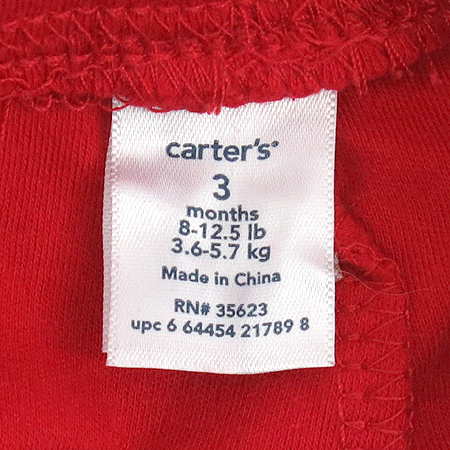 carter's®
3
months
8-12.5 lb
3.6-5.7 kg
Made in China
RN# 35623
upc 6 64454 21789 8